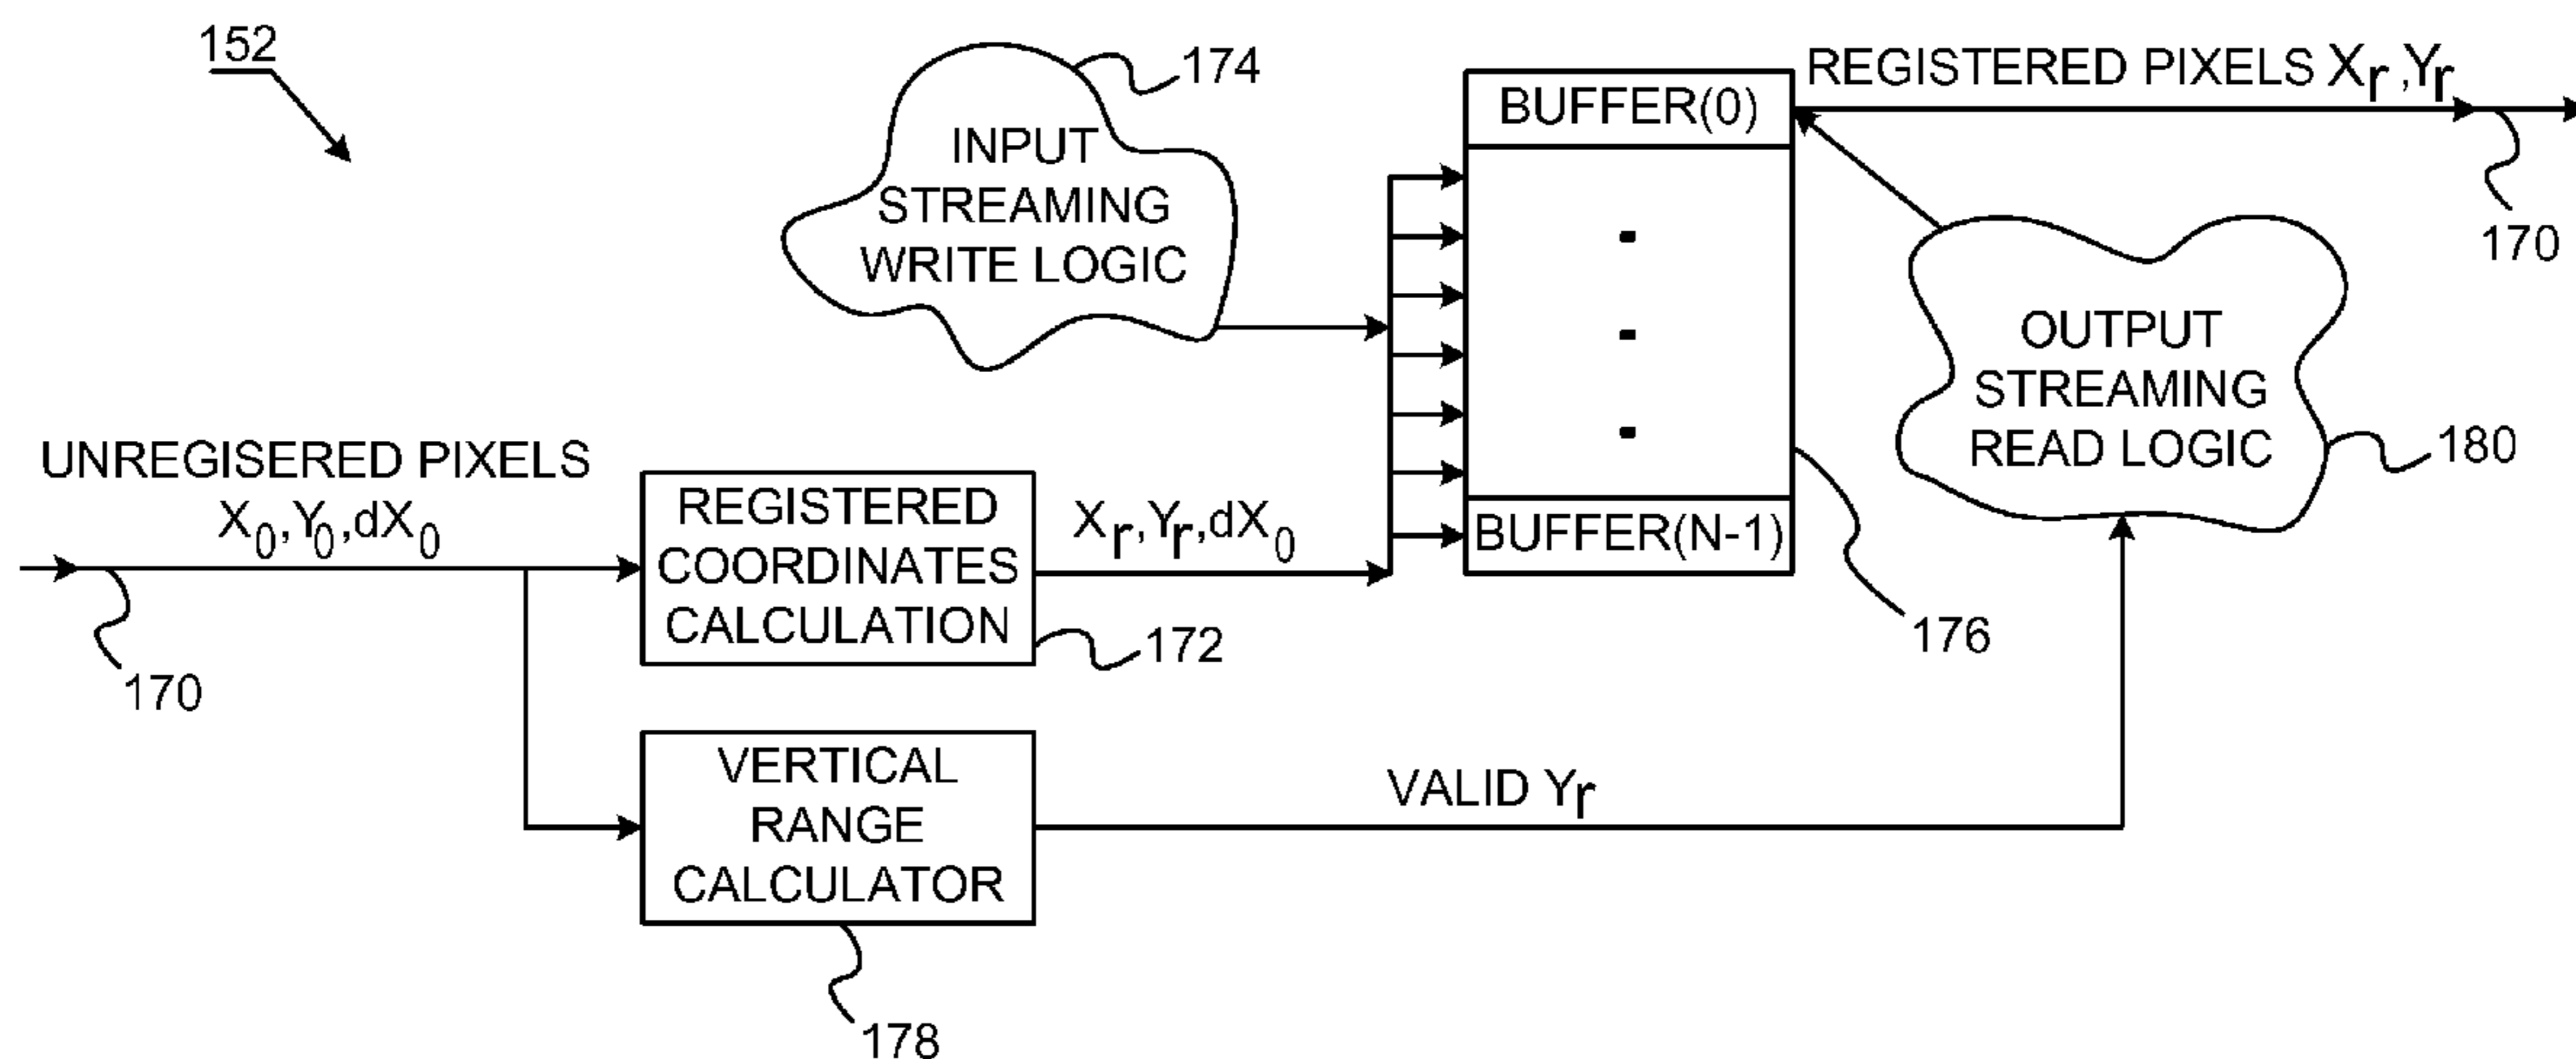 152
174
INPUT
STREAMING
WRITE LOGIC
BUFFER(0)
BUFFER(N-1)
REGISTERED PIXELS Xr,Yr
170
OUTPUT
STREAMING
READ LOGIC
180
176
UNREGISERED PIXELS
X0,Y0,dX0
170
REGISTERED
COORDINATES
CALCULATION
172
Xr,Yr,dX0
VERTICAL
RANGE
CALCULATOR
178
VALID Yr